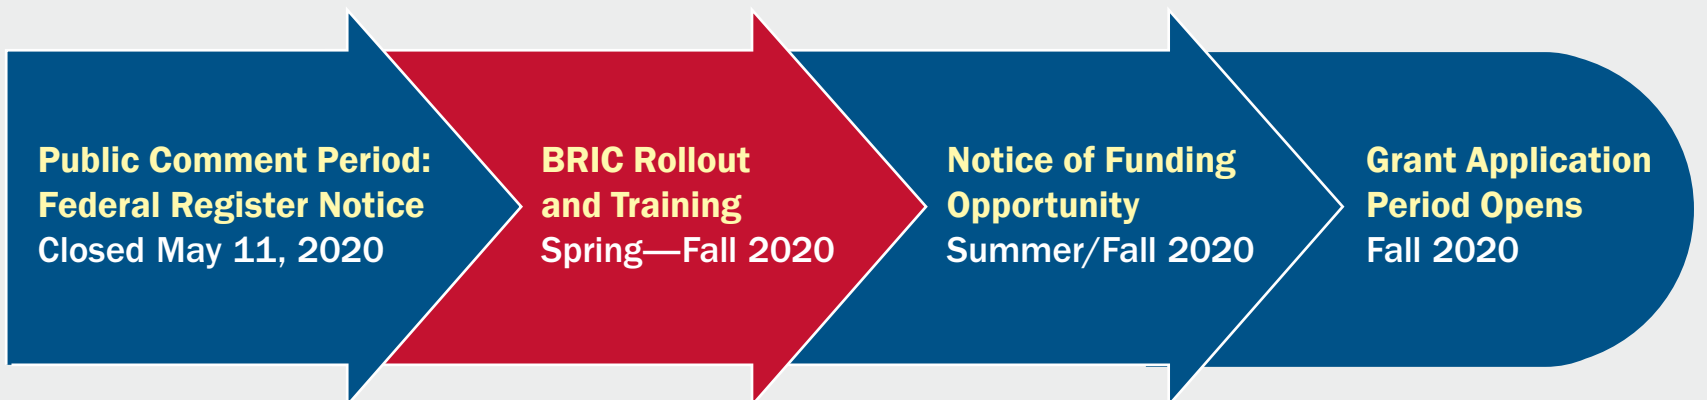 Public Comment Period:
Federal Register Notice
Closed May 11, 2020
BRIC Rollout
and Training
Spring—Fall 2020
Notice of Funding
Opportunity
Summer/Fall 2020
Grant Application
Period Opens
Fall 2020